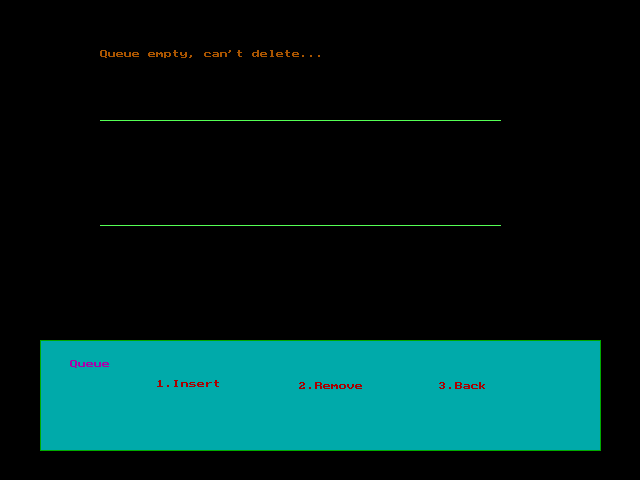 Queue empty, can't delete...
Queue
1.Insert 2.Remove 3.Back